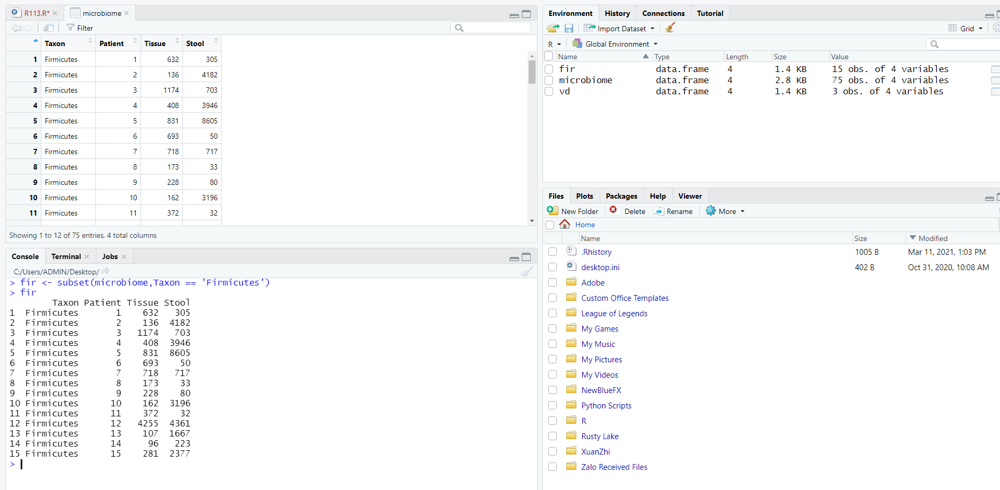 R113.R*
microbiome
Filter
Taxon Patient Tissue Stool
1 Firmicutes 1 632 305
2 Firmicutes 2 136 4182
3 Firmicutes 3 1174 703
4 Firmicutes 4 408 3946
5 Firmicutes 5 831 8605
6 Firmicutes 6 693 50
7 Firmicutes 7 718 717
8 Firmicutes 8 173 33
9 Firmicutes 9 228 80
10 Firmicutes 10 162 3196
11 Firmicutes 11 372 32
Showing 1 to 12 of 75 entries, 4 total columns
Console Terminal Jobs
C:/Users/ADMIN/Desktop/
> fir <- subset(microbiome,Taxon == 'Firmicutes')
> fir
Taxon Patient Tissue Stool
1 Firmicutes 1 632 305
2 Firmicutes 2 136 4182
3 Firmicutes 3 1174 703
4 Firmicutes 4 408 3946
5 Firmicutes 5 831 8605
6 Firmicutes 6 693 50
7 Firmicutes 7 718 717
8 Firmicutes 8 173 33
9 Firmicutes 9 228 80
10 Firmicutes 10 162 3196
11 Firmicutes 11 372 32
12 Firmicutes 12 4255 4361
13 Firmicutes 13 107 1667
14 Firmicutes 14 96 223
15 Firmicutes 15 281 2377
>
Environment History Connections Tutorial
Import Dataset Grid
R Global Environment
Name Type Length Size Value
fir data.frame 4 1.4 KB 15 obs. of 4 variables
microbiome data.frame 4 2.8 KB 75 obs. of 4 variables
vd data.frame 4 1.4 KB 3 obs. of 4 variables
Files Plots Packages Help Viewer
New Folder Delete Rename More
Home
Name Size Modified
.Rhistory 1005 B Mar 11, 2021, 1:03 PM
desktop.ini 402 B Oct 31, 2020, 10:08 AM
Adobe
Custom Office Templates
League of Legends
My Games
My Music
My Pictures
My Videos
NewBlueFX
Python Scripts
R
Rusty Lake
XuanZhi
Zalo Received Files